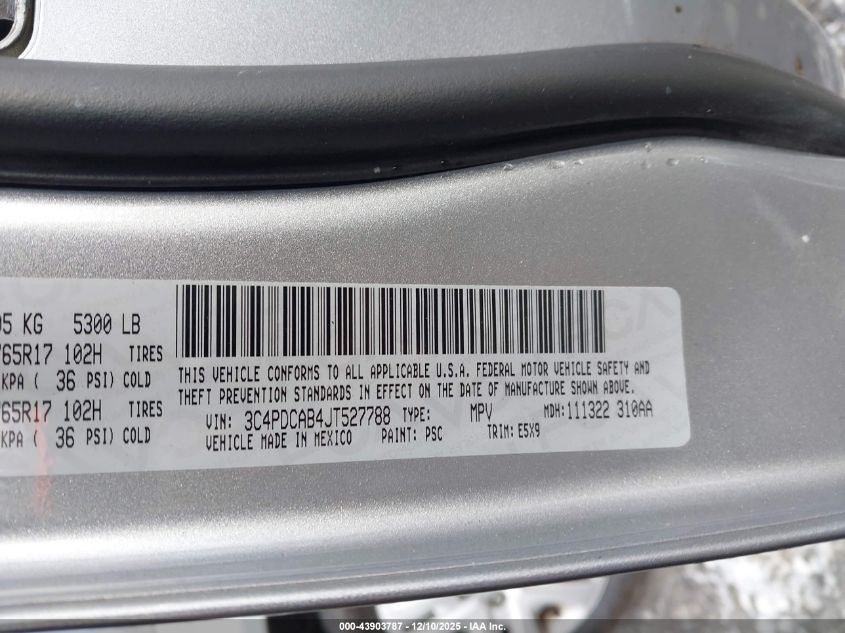 05 KG 5300 LB
/65R17 102H TIRES
KPA ( 36 PSI) COLD
/65R17 102H TIRES
KPA ( 36 PSI) COLD
THIS VEHICLE CONFORMS TO ALL APPLICABLE U.S.A. FEDERAL MOTOR VEHICLE SAFETY AND
THEFT PREVENTION STANDARDS IN EFFECT ON THE DATE OF MANUFACTURE SHOWN ABOVE.
VIN: 3C4PDCAB4JT527788 TYPE: MPV MDH:111322 310AA
VEHICLE MADE IN MEXICO PAINT: PSC TRIM: E5X9
000-43903787 - 12/10/2025 - IAA Inc.